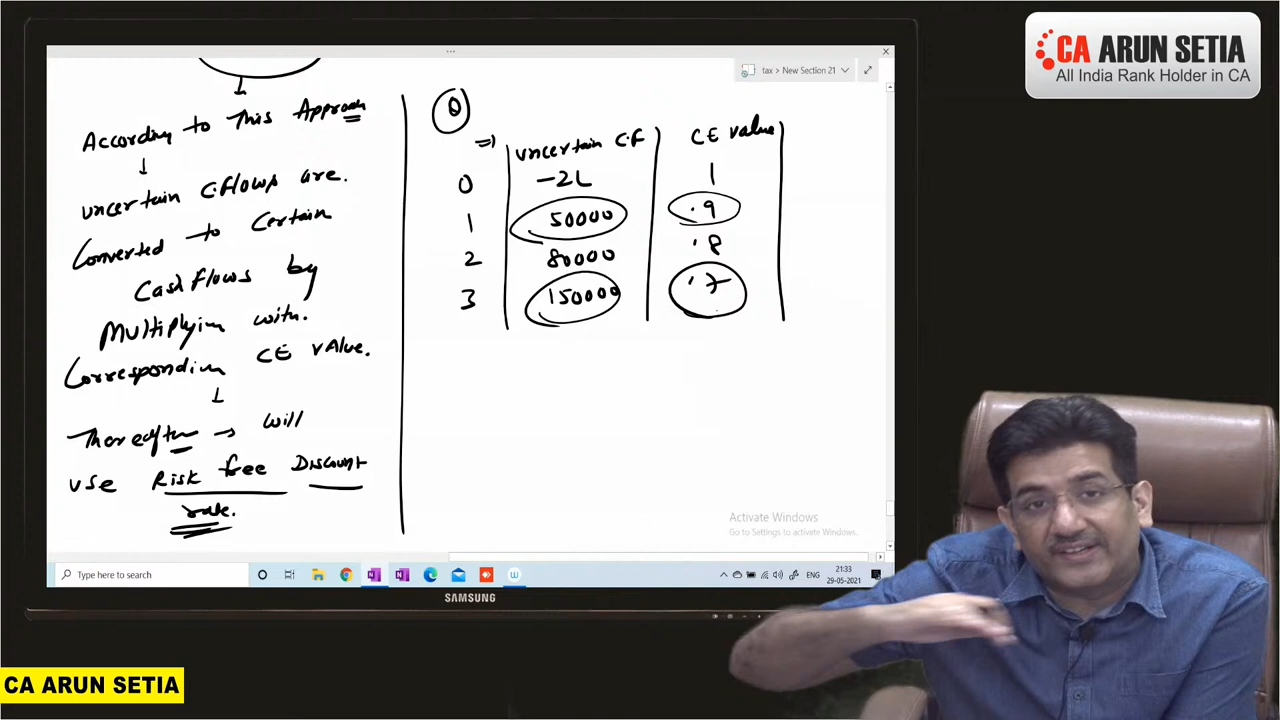 CA ARUN SETIA
All India Rank Holder in CA
tax > New Section 21
According to This Approach
uncertain C.flows are.
Converted to Certain
Cashflows by
Multiplyin with.
Correspondin CE value.
Thereafter → will
use Risk free Discount
rate.
Q
⇒ uncertain C.F CE value
0 -2L 1
1 50000 .9
2 80000 .8
3 150000 .7
Activate Windows
Go to Settings to activate Windows.
Type here to search
ENG
21:33
29-05-2021
SAMSUNG
CA ARUN SETIA